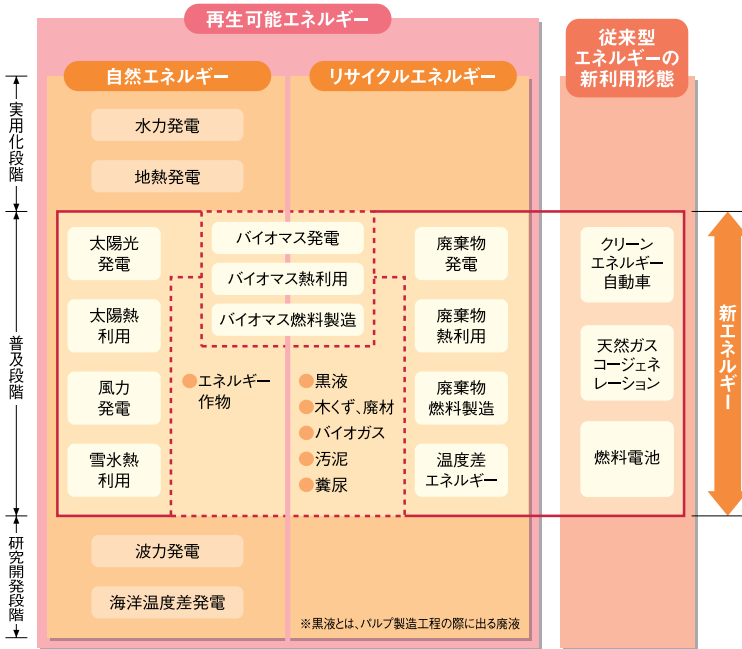 再生可能エネルギー
従来型
エネルギーの
新利用形態
自然エネルギー
リサイクルエネルギー
実用化段階
水力発電
地熱発電
普及段階
太陽光
発電
太陽熱
利用
風力
発電
雪氷熱
利用
バイオマス発電
バイオマス熱利用
バイオマス燃料製造
エネルギー
作物
黒液
木くず、廃材
バイオガス
汚泥
糞尿
廃棄物
発電
廃棄物
熱利用
廃棄物
燃料製造
温度差
エネルギー
クリーン
エネルギー
自動車
天然ガス
コージェネ
レーション
燃料電池
新エネルギー
研究開発段階
波力発電
海洋温度差発電
※黒液とは、パルプ製造工程の際に出る廃液